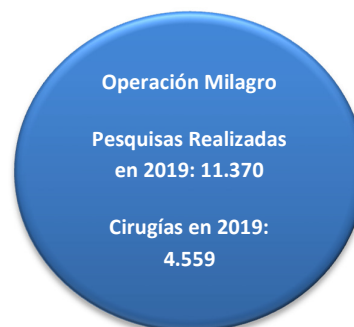 Operación Milagro
Pesquisas Realizadas
en 2019: 11.370
Cirugías en 2019:
4.559